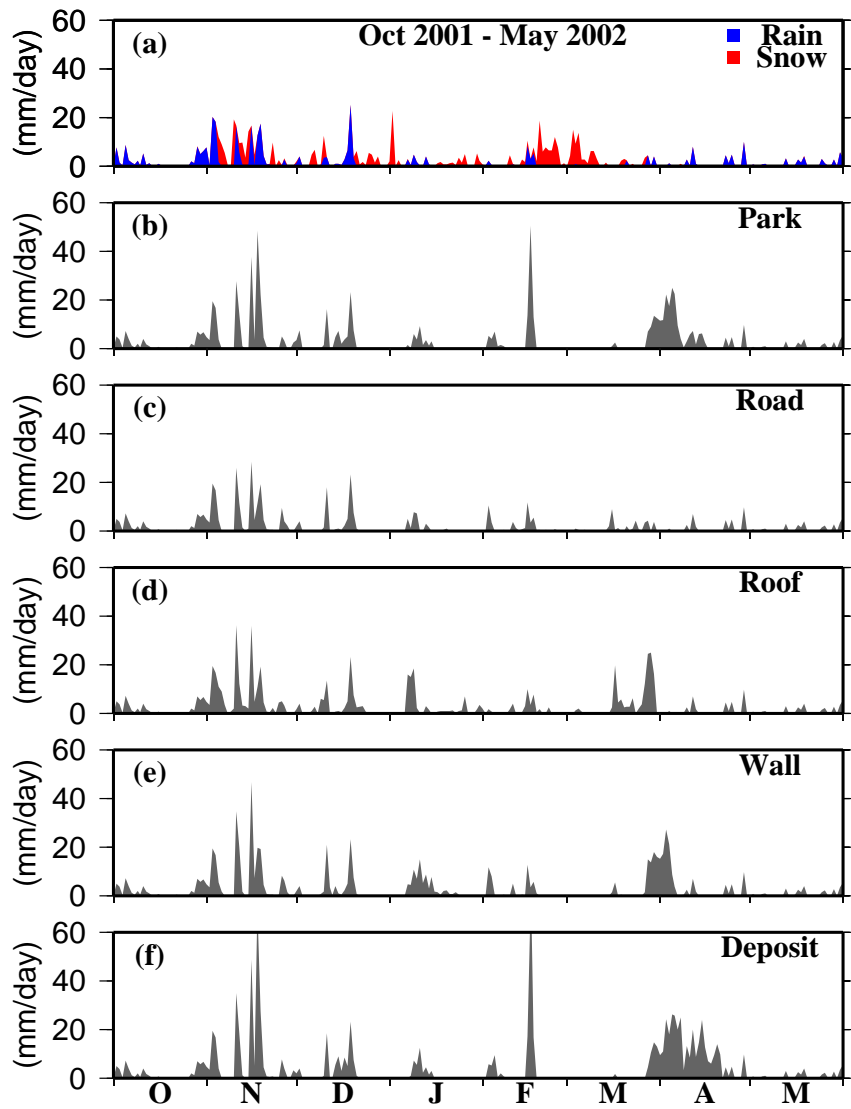 60
(a)
Oct 2001 - May 2002
Rain
Snow
40
20
0
(mm/day)
60
(b)
Park
40
20
0
(mm/day)
60
(c)
Road
40
20
0
(mm/day)
60
(d)
Roof
40
20
0
(mm/day)
60
(e)
Wall
40
20
0
(mm/day)
60
(f)
Deposit
40
20
0
(mm/day)
O N D J F M A M